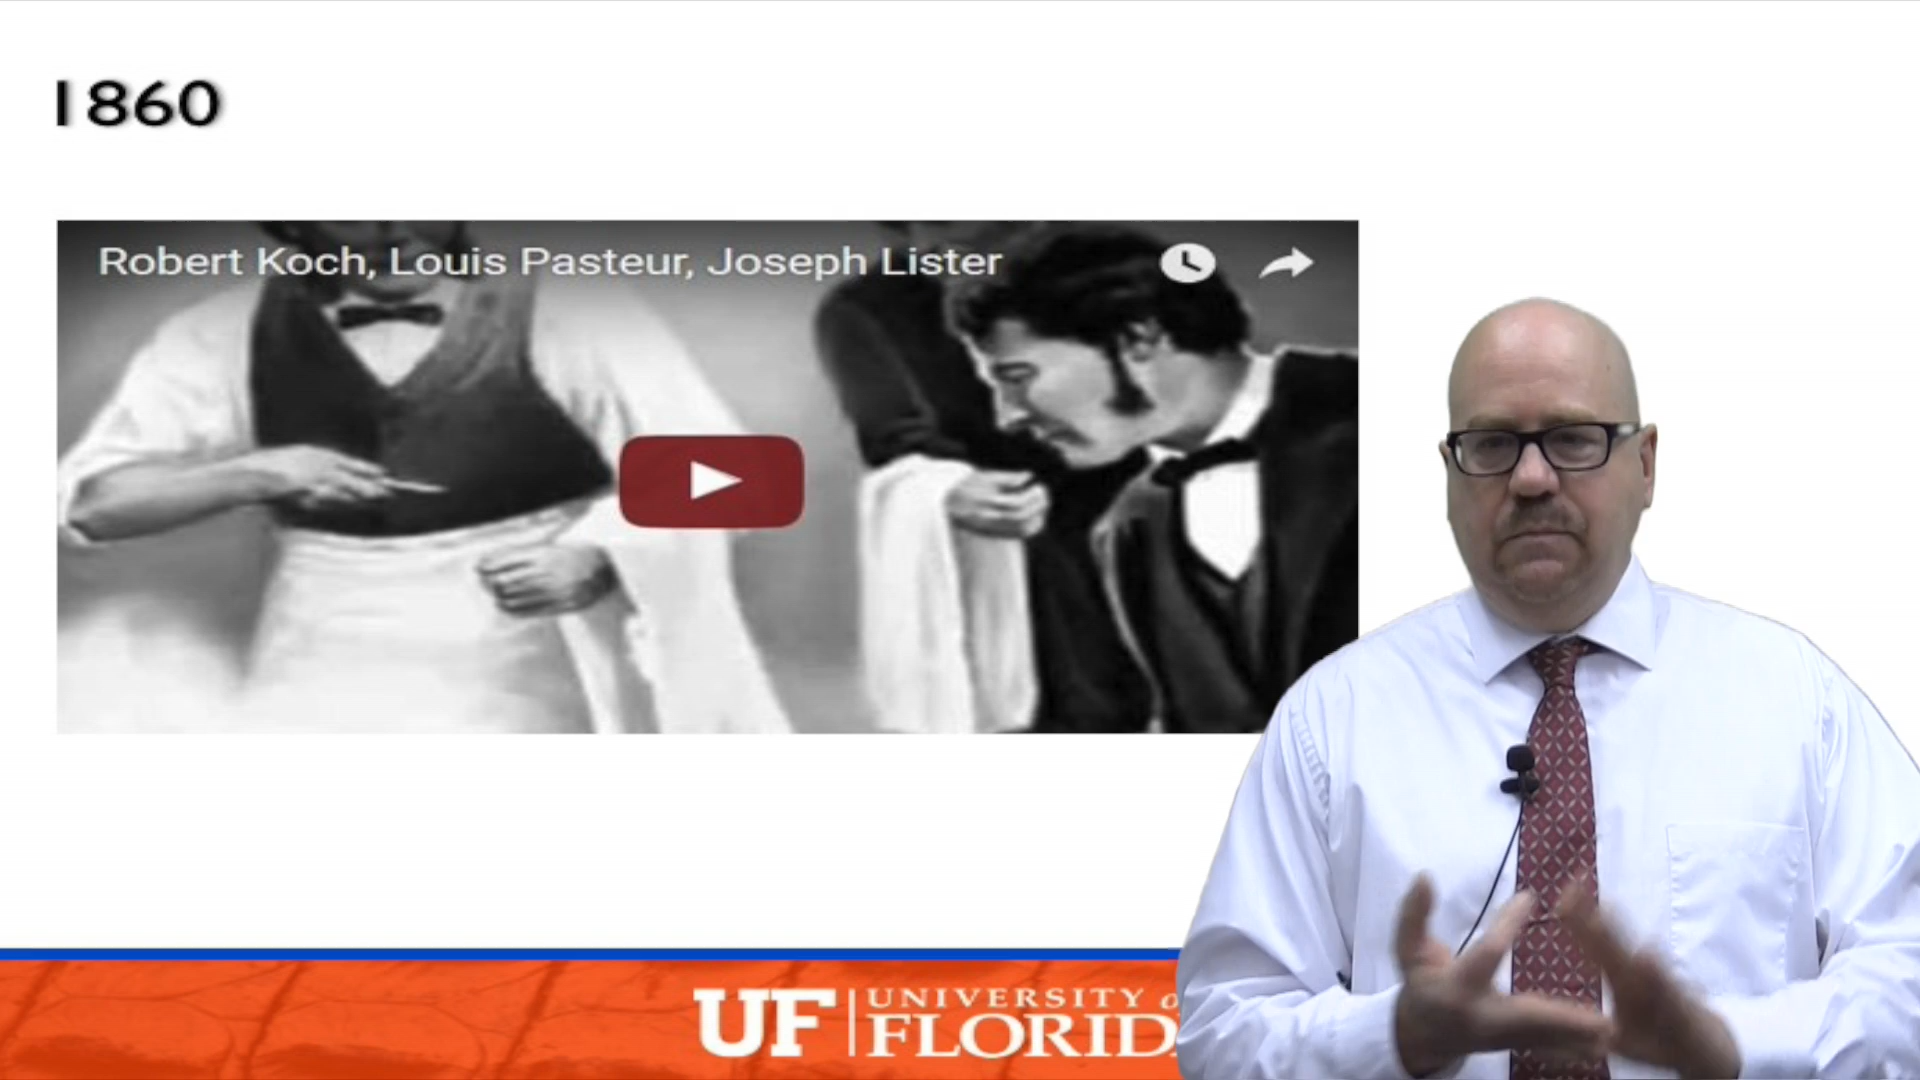 1860
Robert Koch, Louis Pasteur, Joseph Lister
UF
UNIVERSITY
FLORID